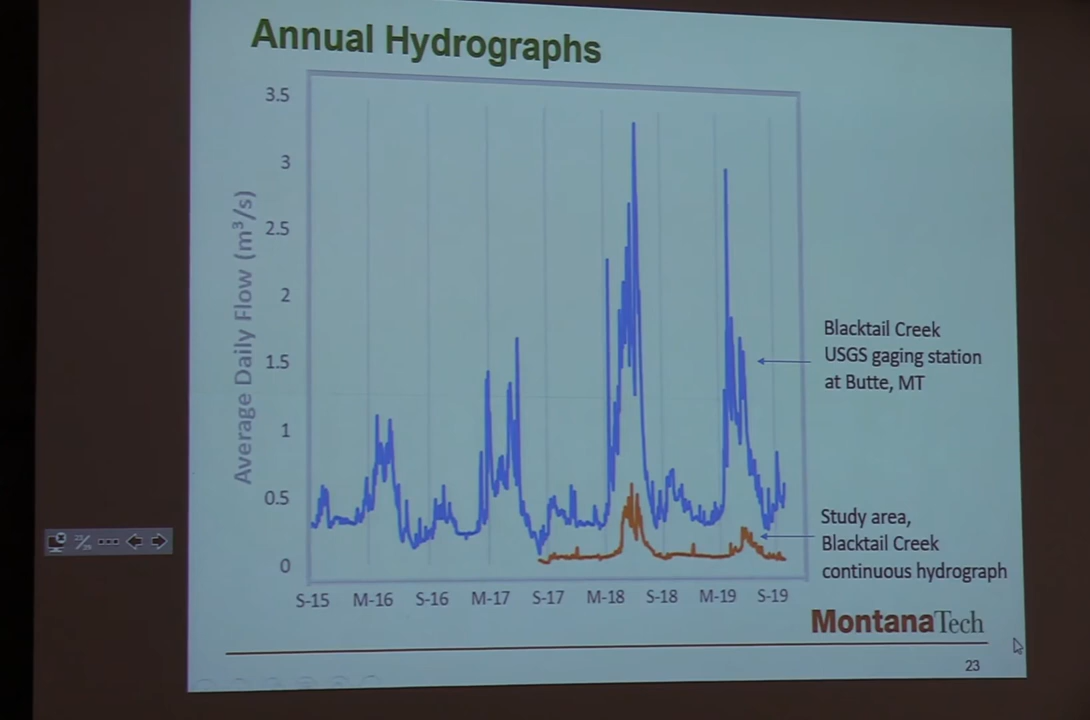 Annual Hydrographs
Average Daily Flow (m³/s)
3.5
3
2.5
2
1.5
1
0.5
0
S-15 M-16 S-16 M-17 S-17 M-18 S-18 M-19 S-19
Blacktail Creek
USGS gaging station
at Butte, MT
Study area,
Blacktail Creek
continuous hydrograph
MontanaTech
23